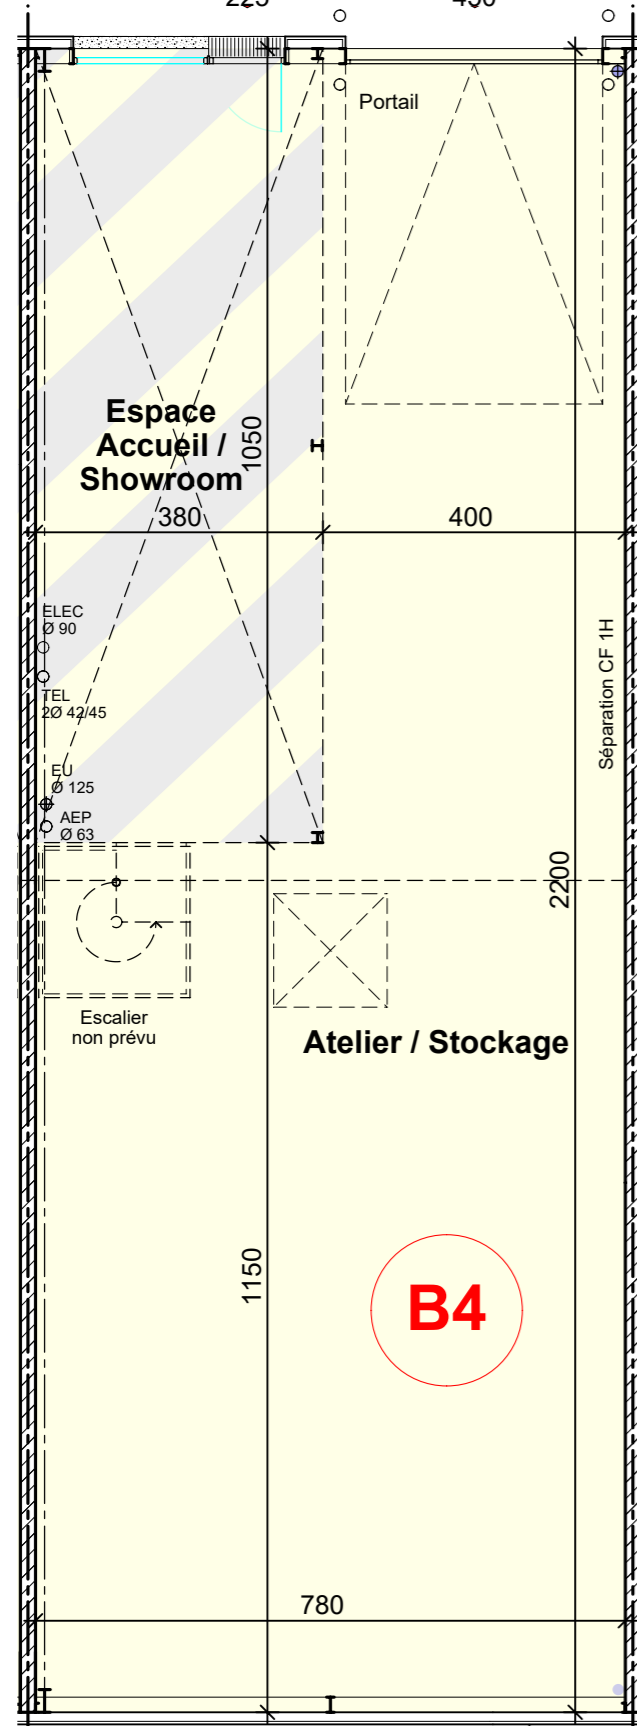 Portail
Espace
Accueil /
Showroom
1050
380
400
ELEC
Ø 90
TEL
2Ø 42/45
EU
Ø 125
AEP
Ø 63
Séparation CF 1H
2200
Escalier
non prévu
Atelier / Stockage
1150
B4
780